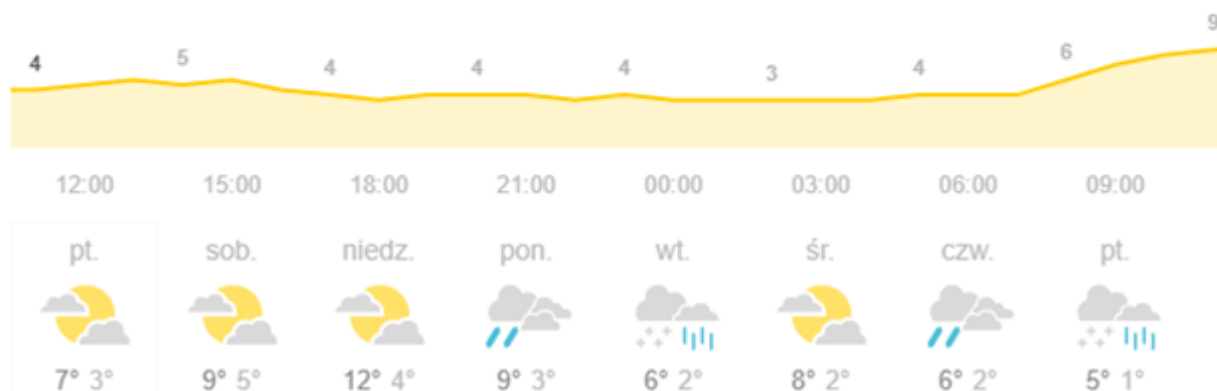 4 5 4 4 4 3 4 6 9
12:00 15:00 18:00 21:00 00:00 03:00 06:00 09:00
pt. sob. niedz. pon. wt. śr. czw. pt.
7° 3° 9° 5° 12° 4° 9° 3° 6° 2° 8° 2° 6° 2° 5° 1°